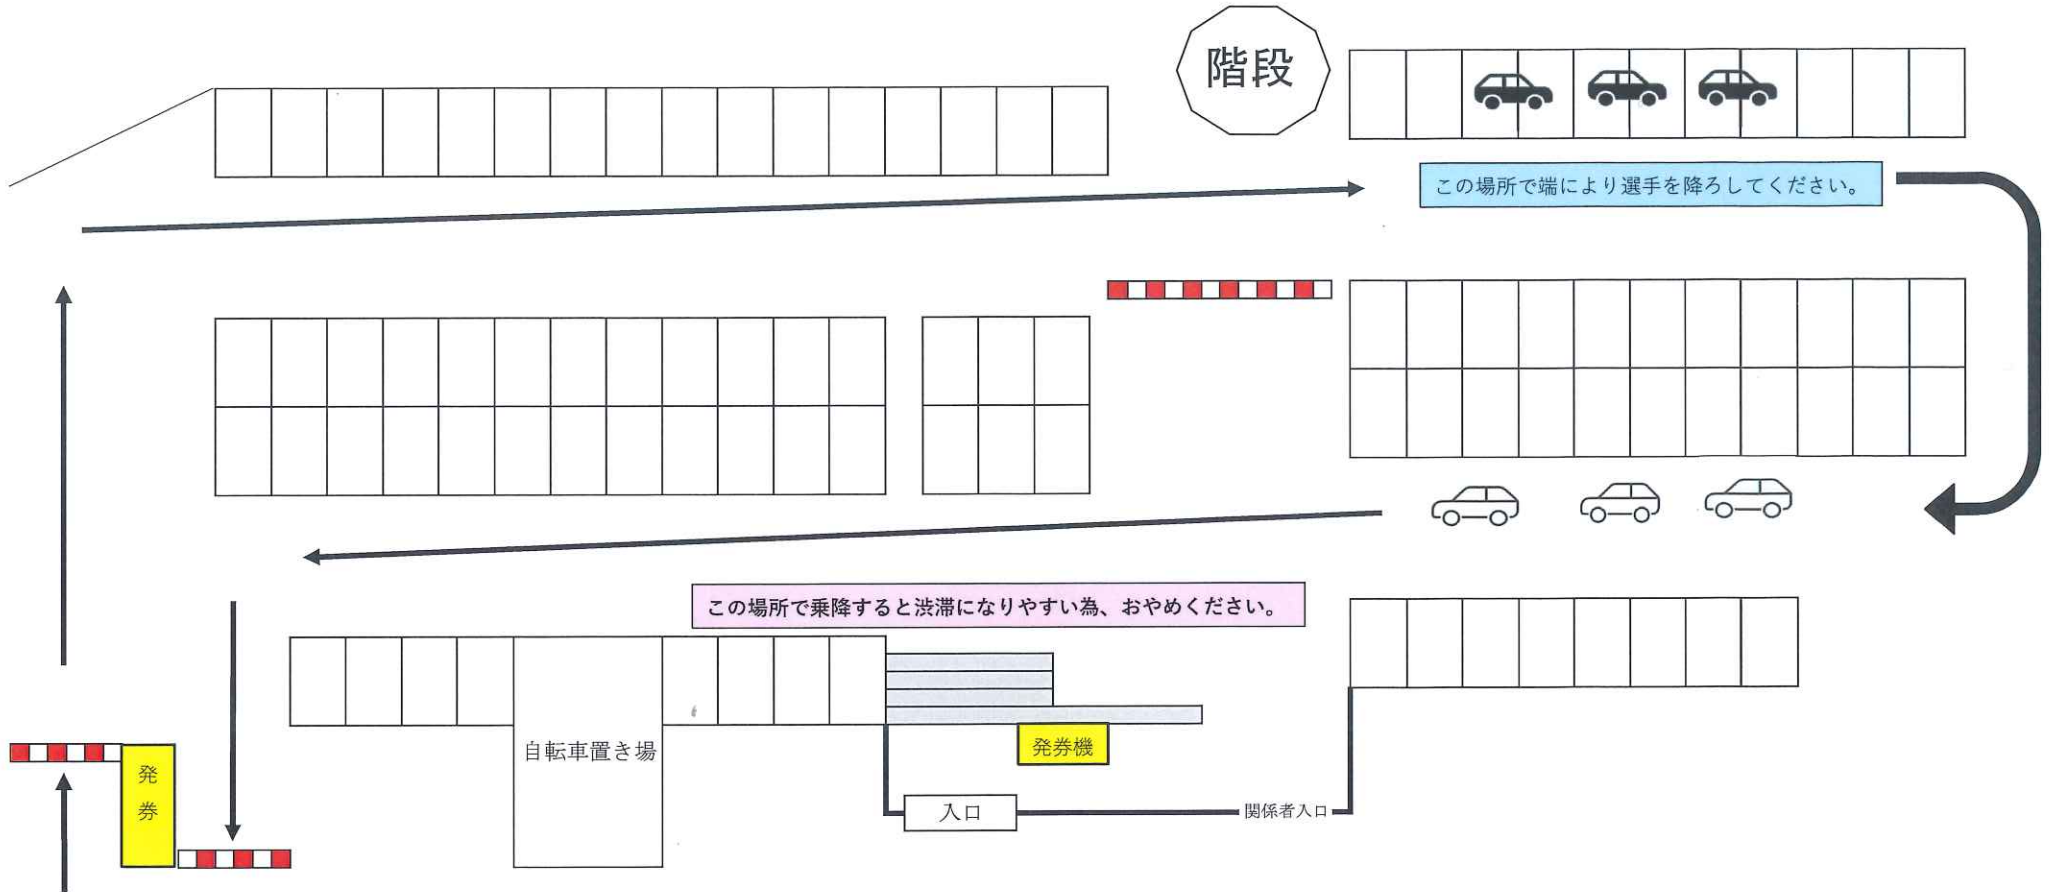 階段
この場所で端により選手を降ろしてください。
この場所で乗降すると渋滞になりやすい為、おやめください。
自転車置き場
発券機
発
券
入口
関係者入口